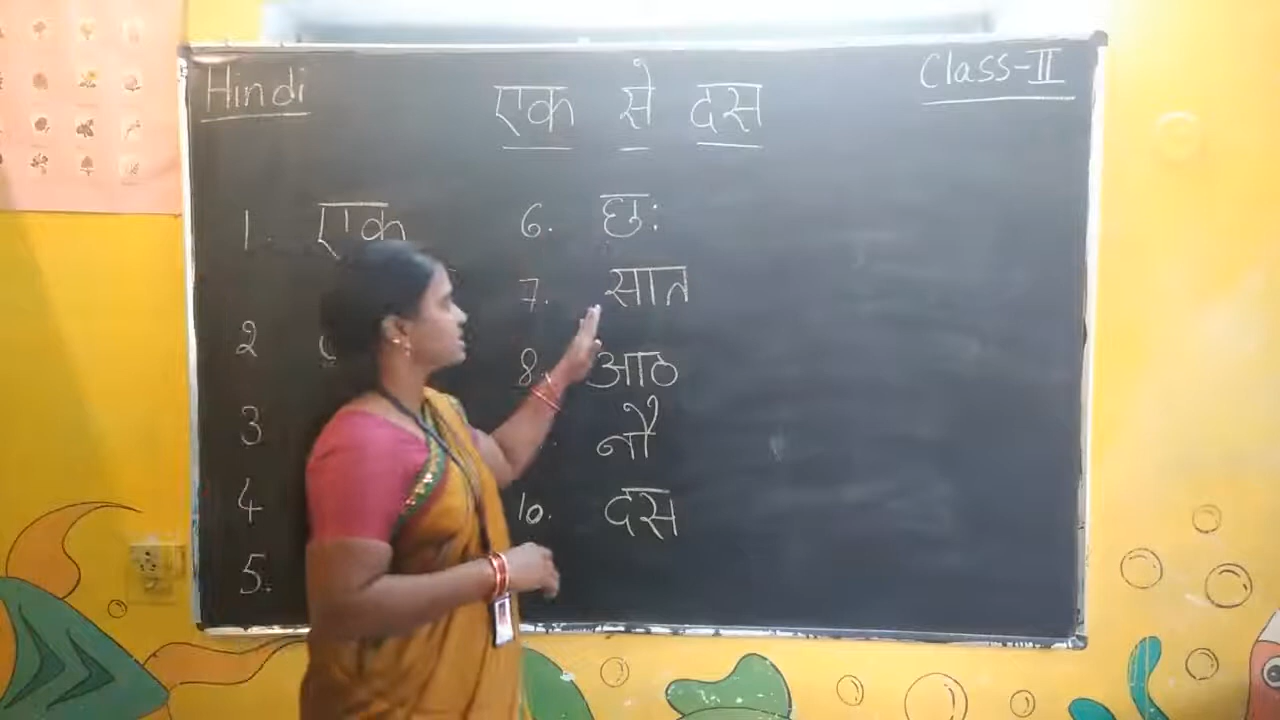 Hindi
एक से दस
Class-II
1. एक
2
3
4
5.
6. छः
7. सात
8. आठ
नौ
10. दस